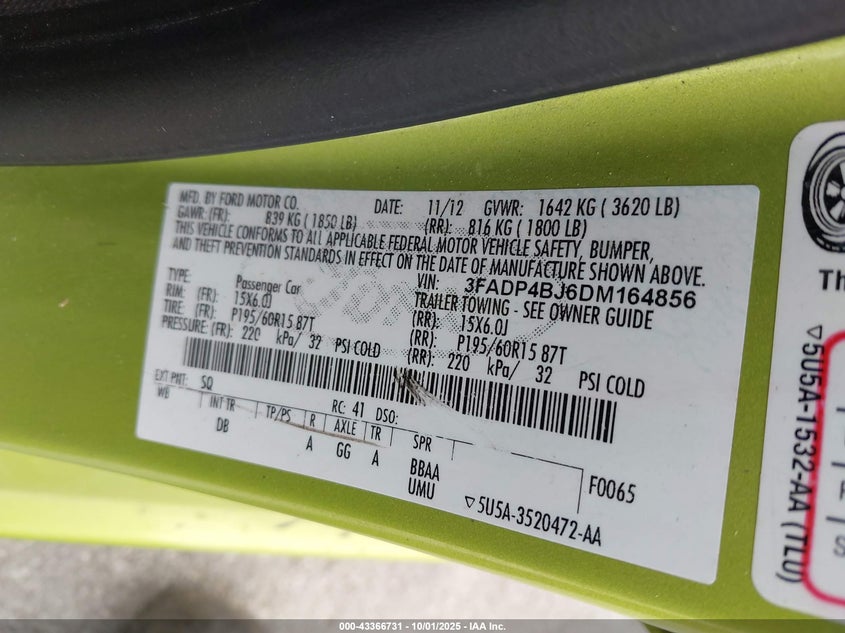 MFD. BY FORD MOTOR CO. DATE: 11/12 GVWR: 1642 KG ( 3620 LB)
GAWR: (FR): 839 KG ( 1850 LB) (RR): 816 KG ( 1800 LB)
THIS VEHICLE CONFORMS TO ALL APPLICABLE FEDERAL MOTOR VEHICLE SAFETY, BUMPER,
AND THEFT PREVENTION STANDARDS IN EFFECT ON THE DATE OF MANUFACTURE SHOWN ABOVE.
VIN: 3FADP4BJ6DM164856
TYPE: Passenger Car TRAILER TOWING - SEE OWNER GUIDE
RIM: (FR): 15X6.0J (RR): 15X6.0J
TIRE: (FR): P195/60R15 87T (RR): P195/60R15 87T
PRESSURE: (FR): 220 kPa/ 32 PSI COLD (RR): 220 kPa/ 32 PSI COLD
EXT PNT: SQ RC: 41 DSO:
WB INT TR TP/PS R AXLE TR SPR
DB A GG A BBAA F0065
UMU ▽5U5A-3520472-AA
Th
▽5U5A-1532-AA (TLU)
000-43366731 - 10/01/2025 - IAA Inc.